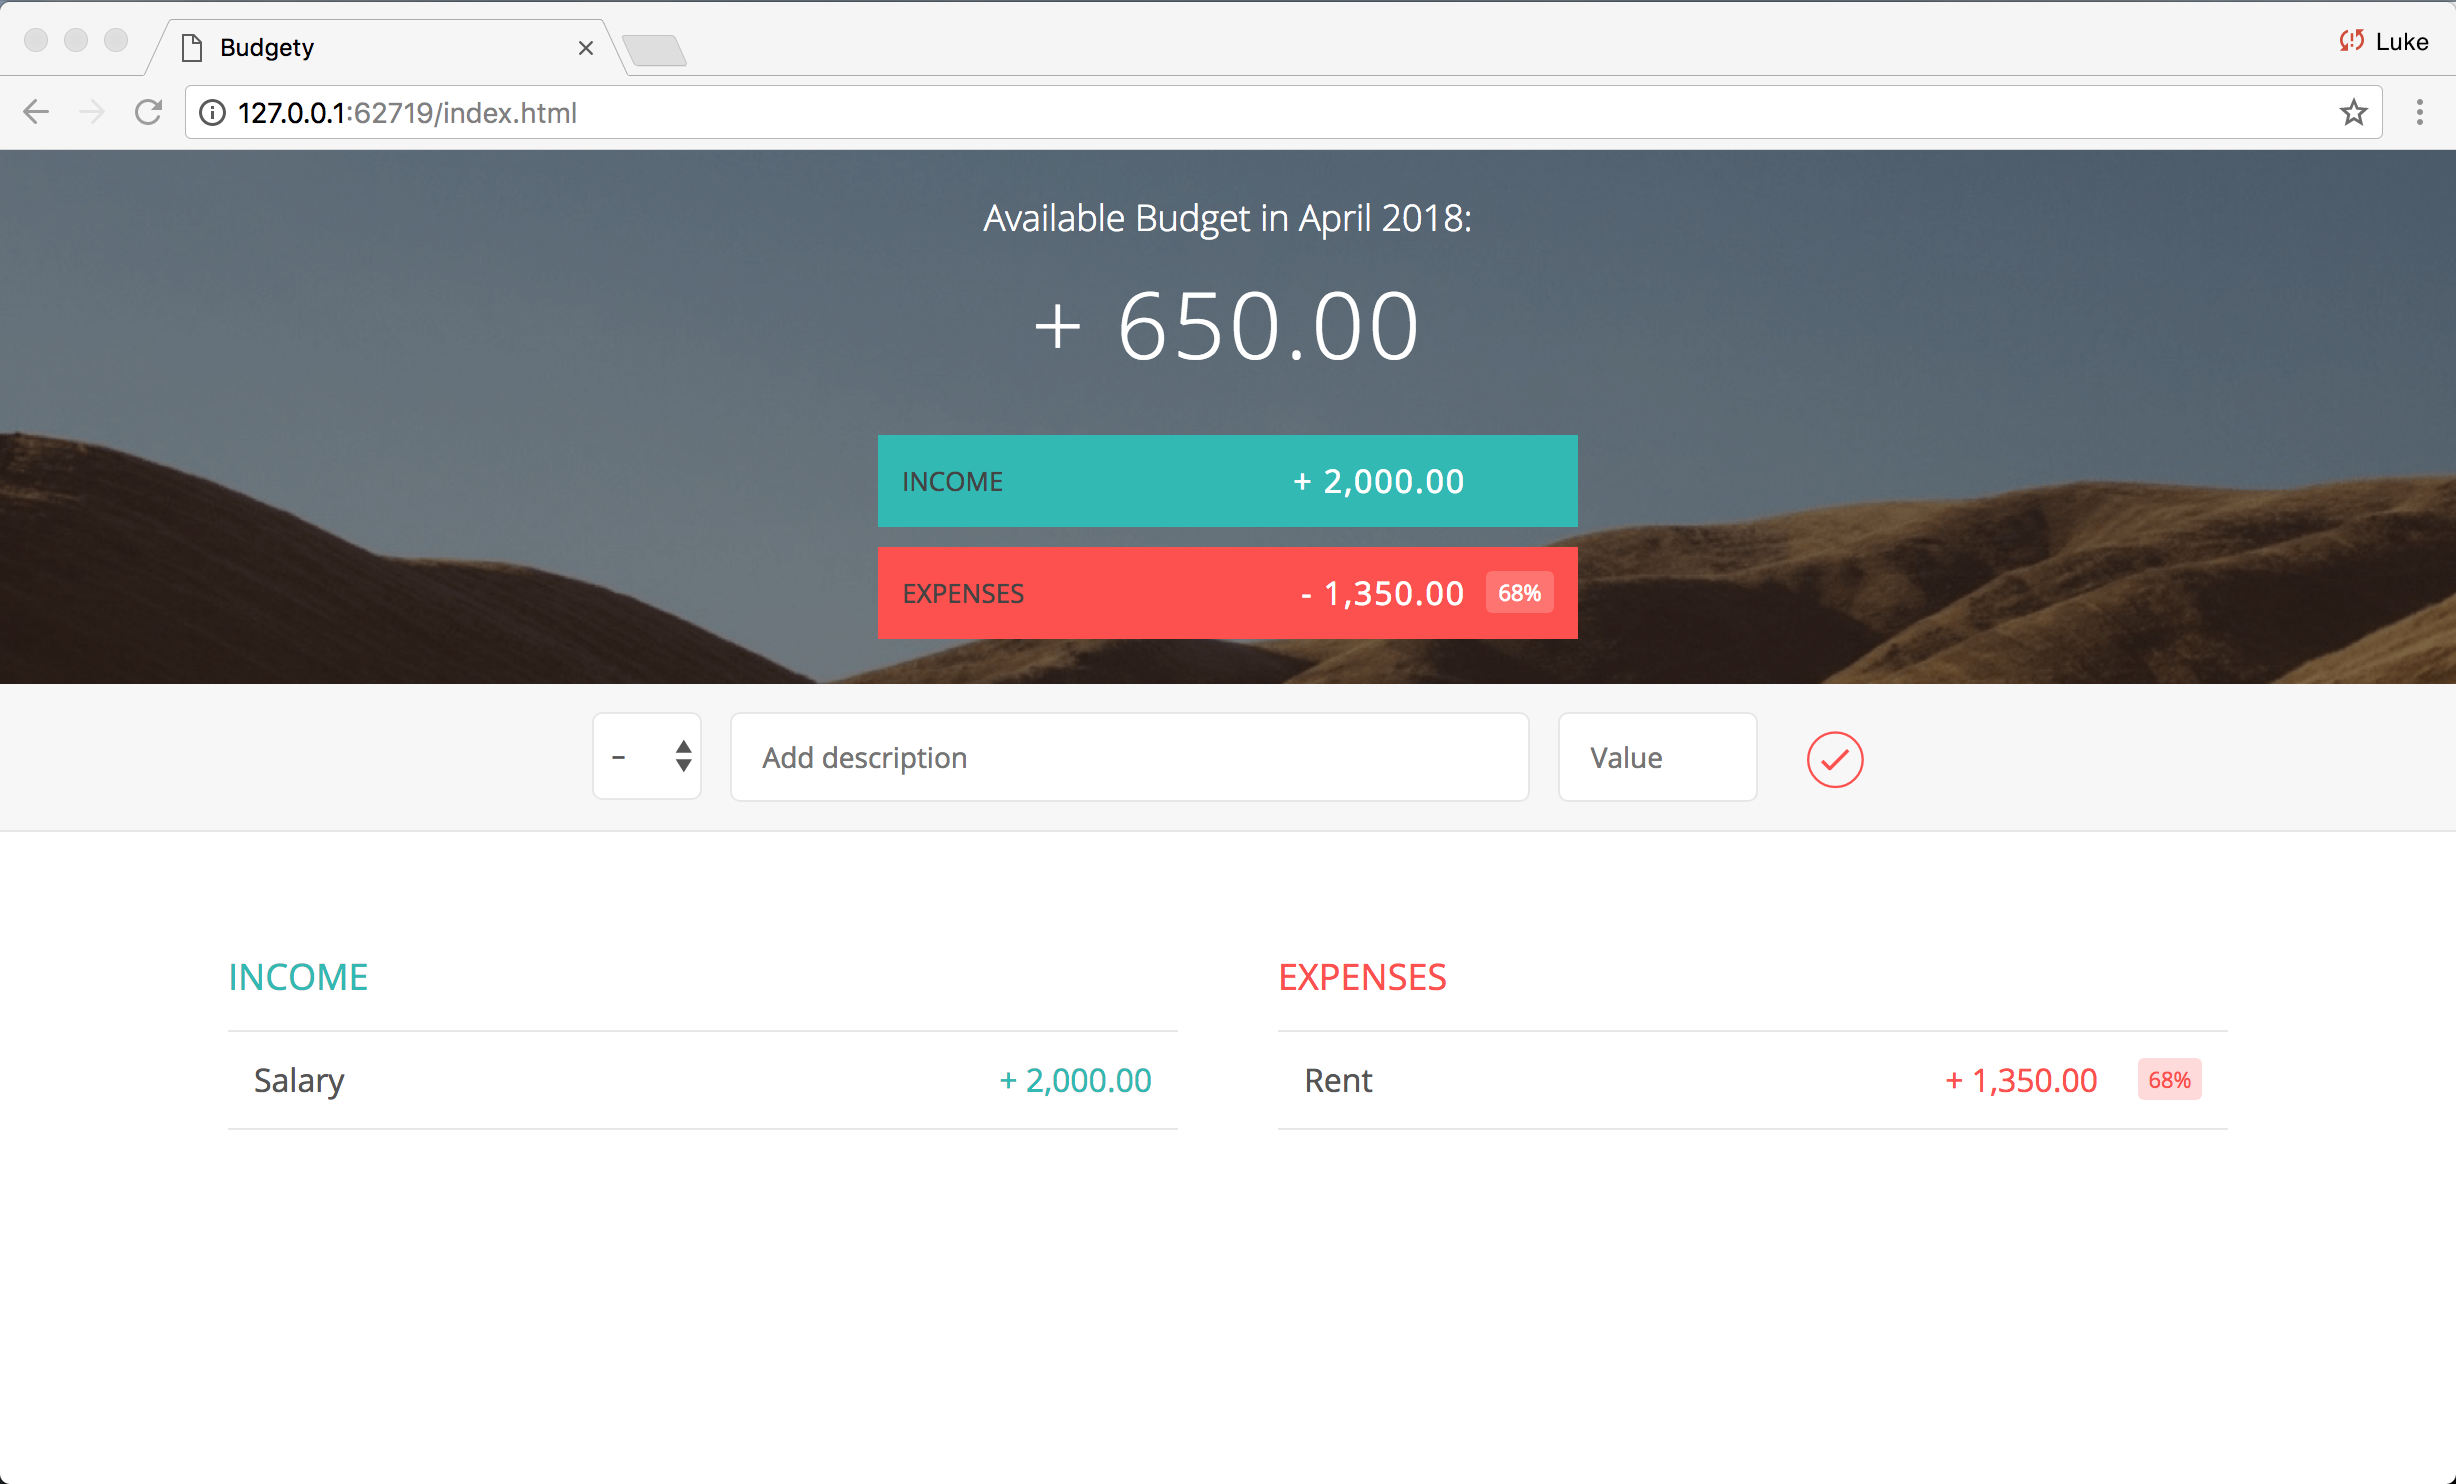 Budgety
Luke
127.0.0.1:62719/index.html
Available Budget in April 2018:
+ 650.00
INCOME + 2,000.00
EXPENSES - 1,350.00 68%
– Add description Value
INCOME
Salary + 2,000.00
EXPENSES
Rent + 1,350.00 68%